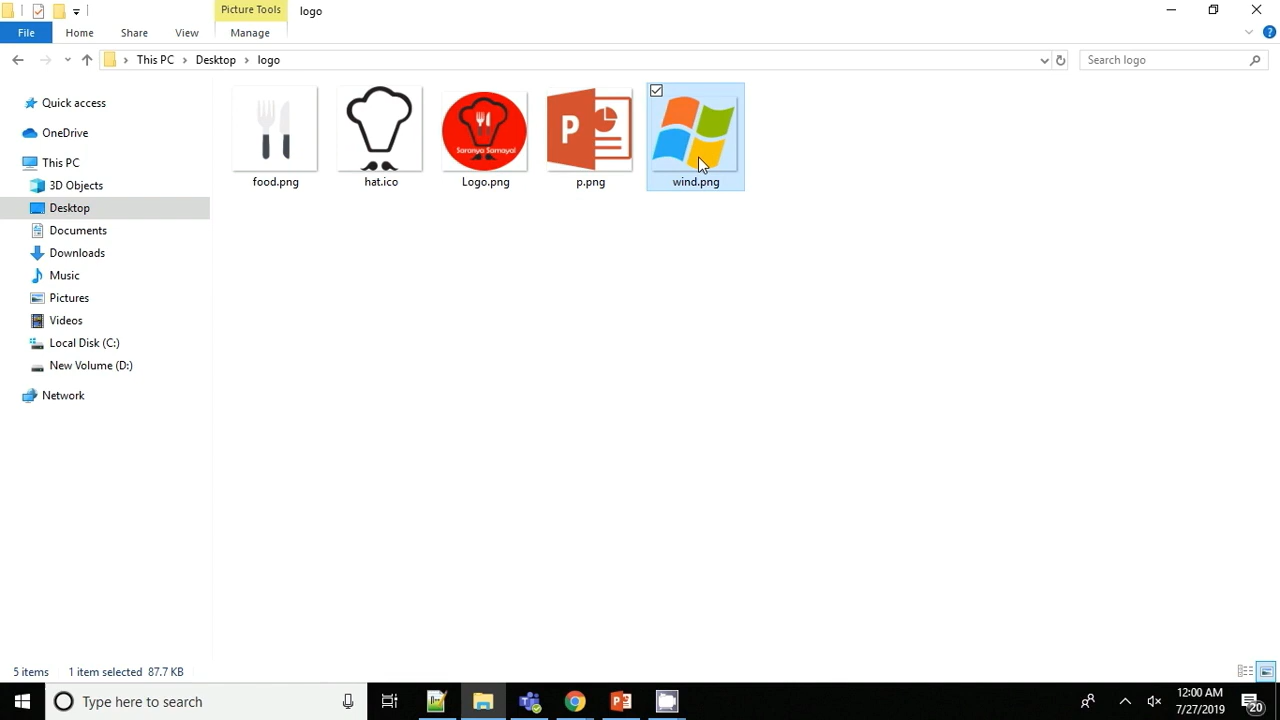 Picture Tools
logo
File
Home
Share
View
Manage
This PC
Desktop
logo
Search logo
Quick access
OneDrive
This PC
3D Objects
Desktop
Documents
Downloads
Music
Pictures
Videos
Local Disk (C:)
New Volume (D:)
Network
Saranya Samayal
P
food.png
hat.ico
Logo.png
p.png
wind.png
5 items
1 item selected 87.7 KB
Type here to search
12:00 AM
7/27/2019
20